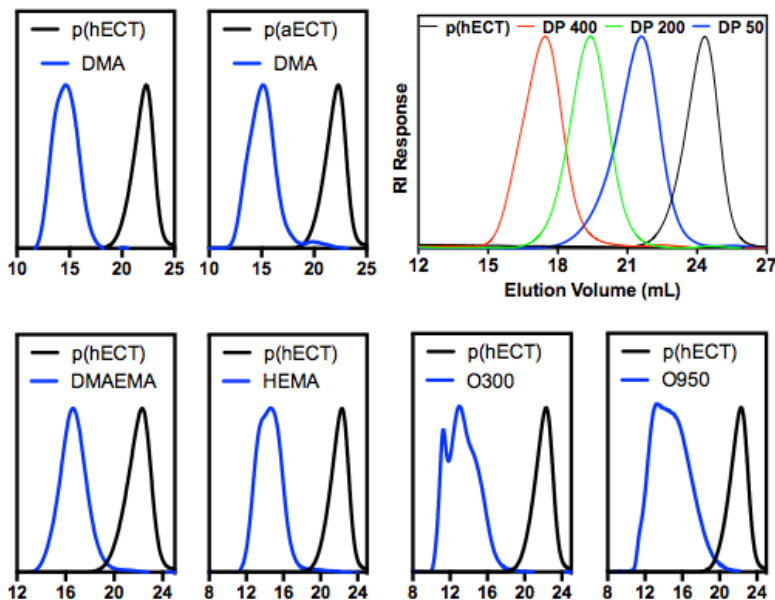 p(hECT)
DMA
10 15 20 25
p(aECT)
DMA
10 15 20 25
p(hECT) DP 400 DP 200 DP 50
RI Response
12 15 18 21 24 27
Elution Volume (mL)
p(hECT)
DMAEMA
12 16 20 24
p(hECT)
HEMA
8 12 16 20 24
p(hECT)
O300
8 12 16 20 24
p(hECT)
O950
8 12 16 20 24